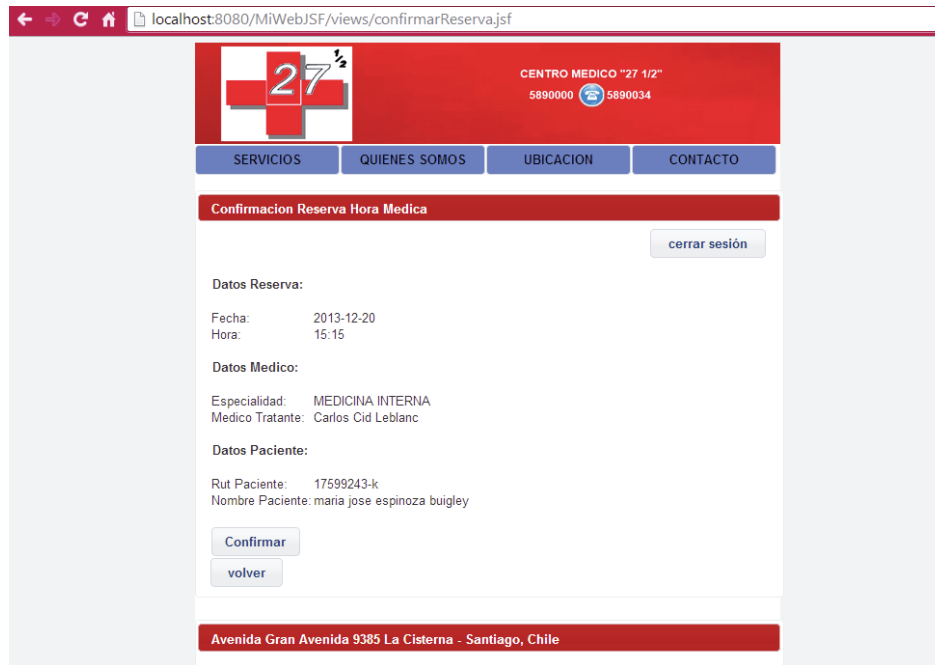 localhost:8080/MiWebJSF/views/confirmarReserva.jsf
27 1/2
CENTRO MEDICO "27 1/2"
5890000 5890034
SERVICIOS QUIENES SOMOS UBICACION CONTACTO
Confirmacion Reserva Hora Medica
cerrar sesión
Datos Reserva:
Fecha: 2013-12-20
Hora: 15:15
Datos Medico:
Especialidad: MEDICINA INTERNA
Medico Tratante: Carlos Cid Leblanc
Datos Paciente:
Rut Paciente: 17599243-k
Nombre Paciente: maria jose espinoza buigley
Confirmar
volver
Avenida Gran Avenida 9385 La Cisterna - Santiago, Chile